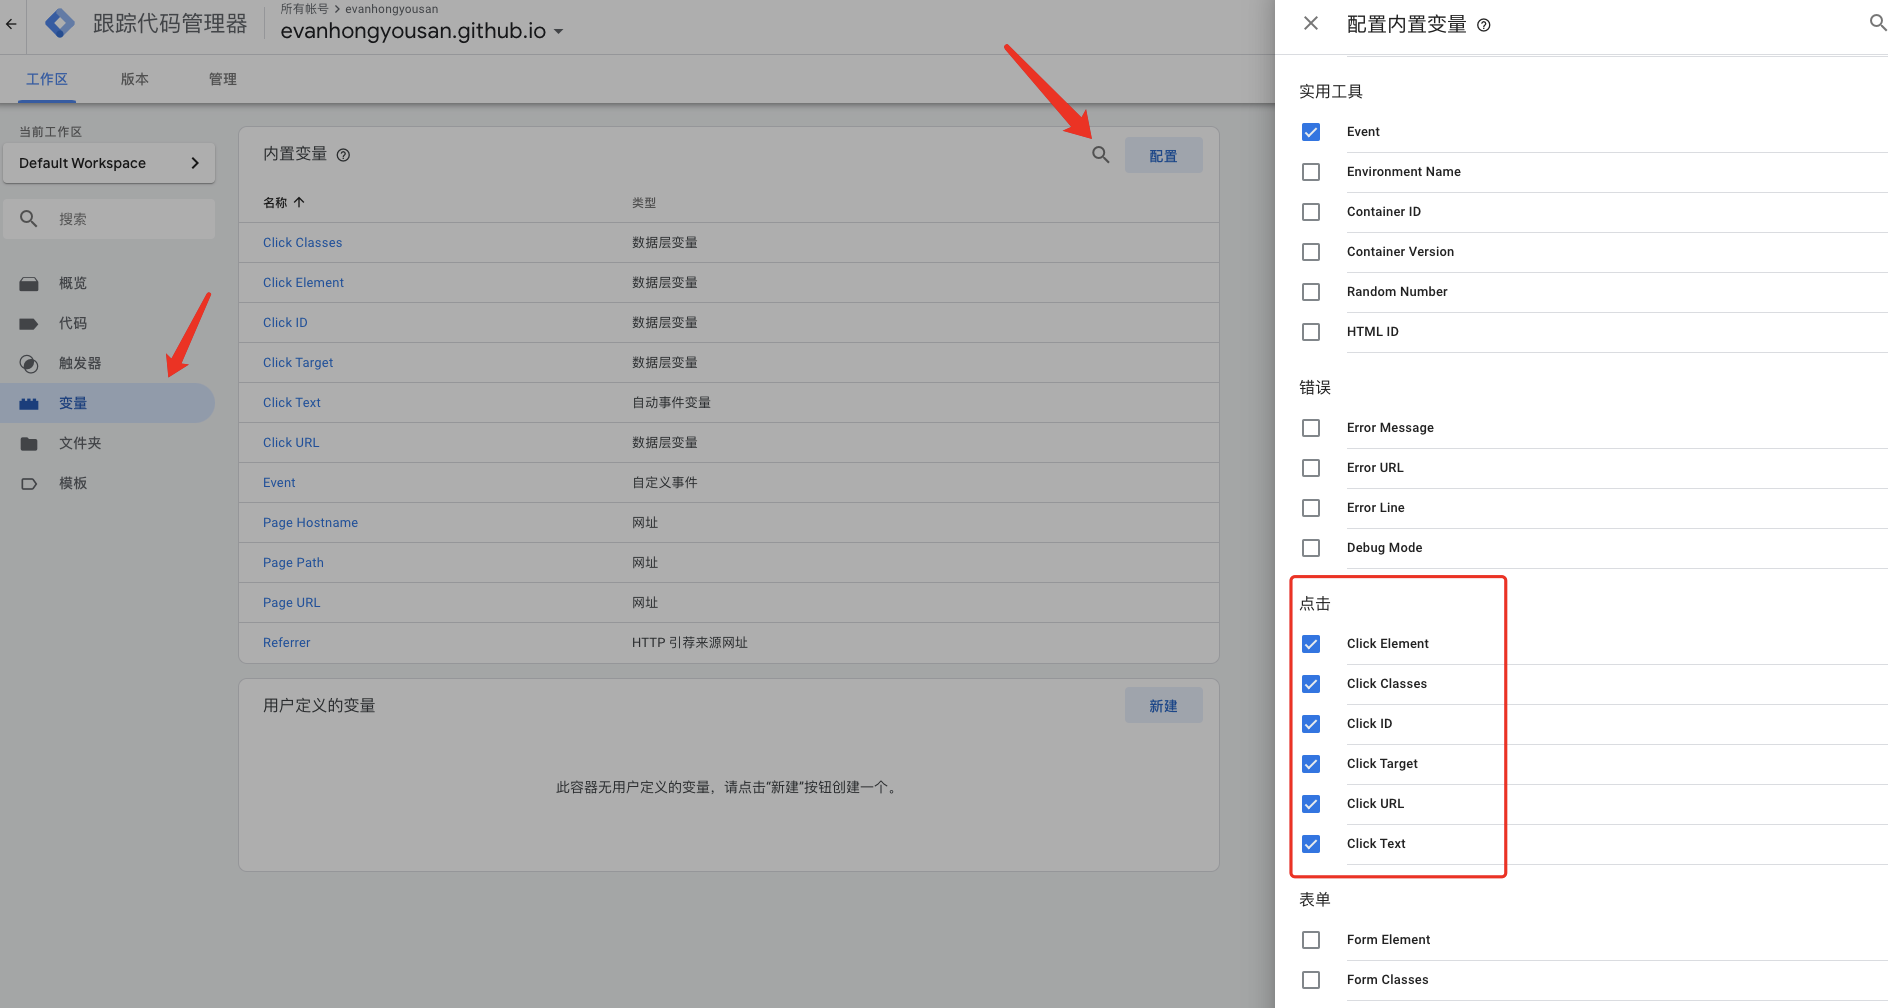 跟踪代码管理器
所有帐号 > evanhongyousan
evanhongyousan.github.io
工作区
版本
管理
当前工作区
Default Workspace
搜索
概览
代码
触发器
变量
文件夹
模板
内置变量
配置
名称 类型
Click Classes 数据层变量
Click Element 数据层变量
Click ID 数据层变量
Click Target 数据层变量
Click Text 自动事件变量
Click URL 数据层变量
Event 自定义事件
Page Hostname 网址
Page Path 网址
Page URL 网址
Referrer HTTP 引荐来源网址
用户定义的变量
新建
此容器无用户定义的变量，请点击“新建”按钮创建一个。
配置内置变量
实用工具
Event
Environment Name
Container ID
Container Version
Random Number
HTML ID
错误
Error Message
Error URL
Error Line
Debug Mode
点击
Click Element
Click Classes
Click ID
Click Target
Click URL
Click Text
表单
Form Element
Form Classes